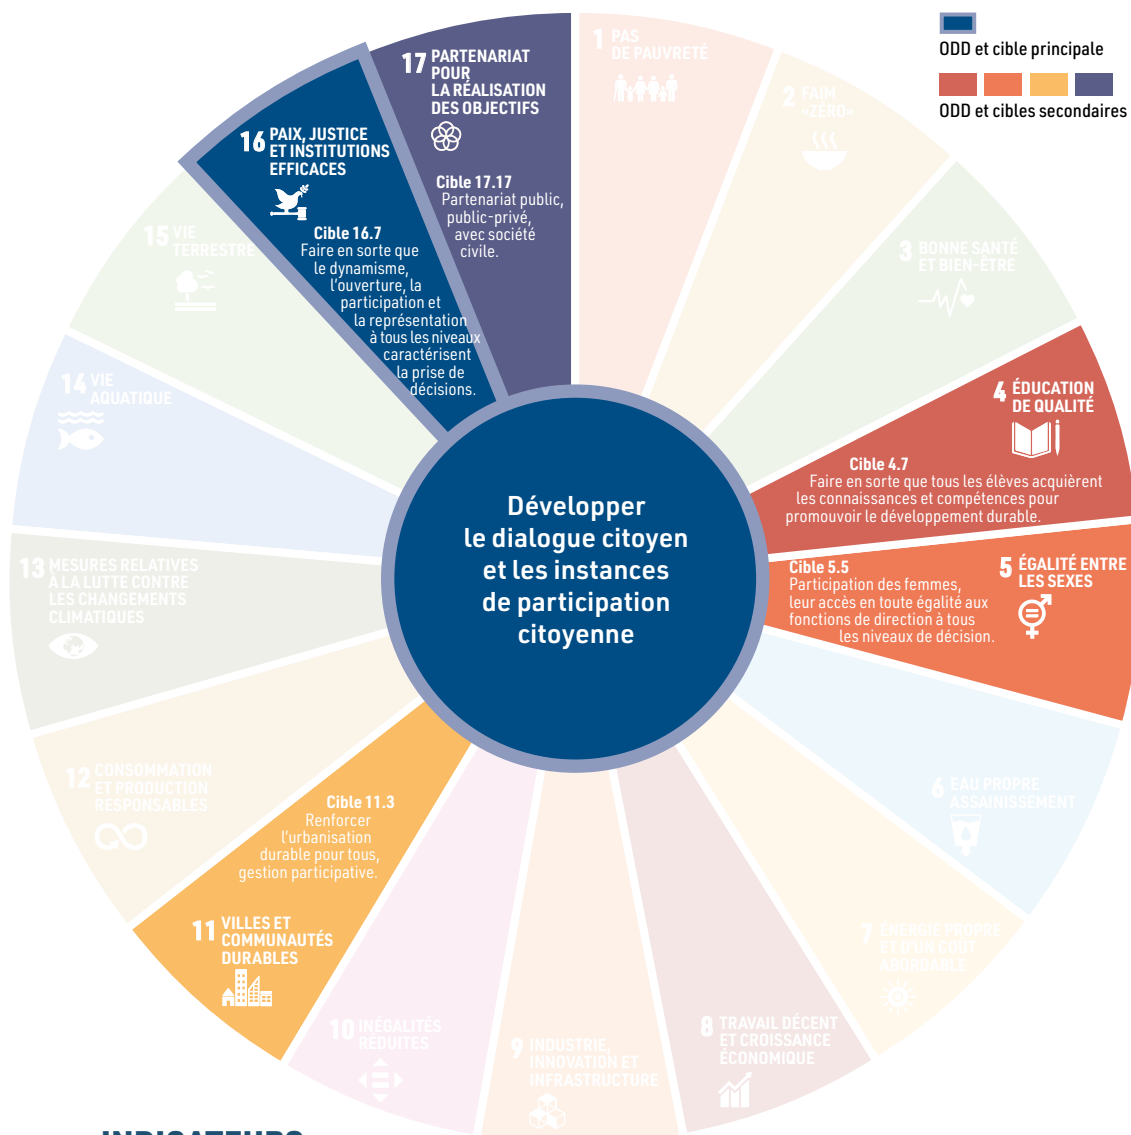 ODD et cible principale
ODD et cibles secondaires
1 PAS
DE PAUVRETÉ
2 FAIM
«ZÉRO»
3 BONNE SANTÉ
ET BIEN-ÊTRE
4 ÉDUCATION
DE QUALITÉ
Cible 4.7
Faire en sorte que tous les élèves acquièrent
les connaissances et compétences pour
promouvoir le développement durable.
5 ÉGALITÉ ENTRE
LES SEXES
Cible 5.5
Participation des femmes,
leur accès en toute égalité aux
fonctions de direction à tous
les niveaux de décision.
6 EAU PROPRE
ASSAINISSEMENT
7 ÉNERGIE PROPRE
ET D'UN COÛT
ABORDABLE
8 TRAVAIL DÉCENT
ET CROISSANCE
ÉCONOMIQUE
9 INDUSTRIE,
INNOVATION ET
INFRASTRUCTURE
10 INÉGALITÉS
RÉDUITES
Cible 11.3
Renforcer
l'urbanisation
durable pour tous,
gestion participative.
11 VILLES ET
COMMUNAUTÉS
DURABLES
12 CONSOMMATION
ET PRODUCTION
RESPONSABLES
13 MESURES RELATIVES
À LA LUTTE CONTRE
LES CHANGEMENTS
CLIMATIQUES
14 VIE
AQUATIQUE
15 VIE
TERRESTRE
16 PAIX, JUSTICE
ET INSTITUTIONS
EFFICACES
Cible 16.7
Faire en sorte que
le dynamisme,
l'ouverture, la
participation et
la représentation
à tous les niveaux
caractérisent
la prise de
décisions.
17 PARTENARIAT
POUR
LA RÉALISATION
DES OBJECTIFS
Cible 17.17
Partenariat public,
public-privé,
avec société
civile.
Développer
le dialogue citoyen
et les instances
de participation
citoyenne
INDICATEURS